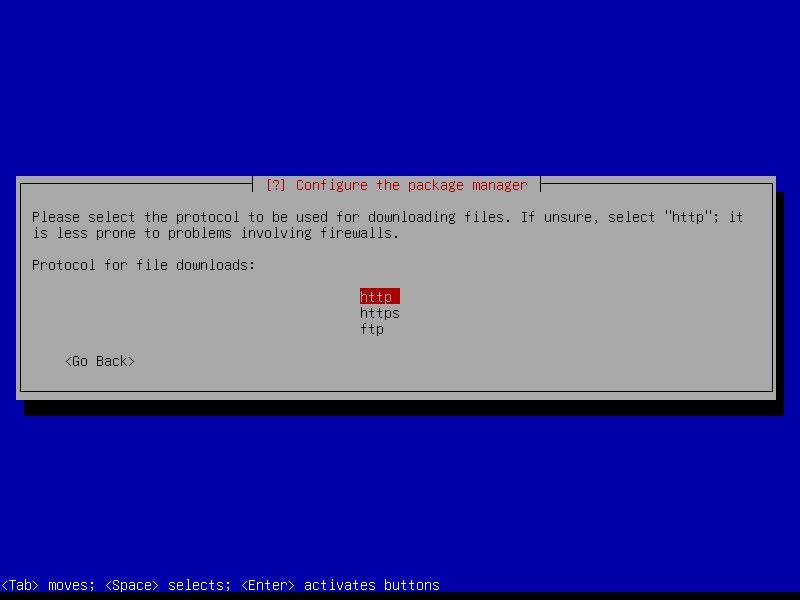 [?] Configure the package manager
Please select the protocol to be used for downloading files. If unsure, select "http"; it
is less prone to problems involving firewalls.
Protocol for file downloads:
http
https
ftp
<Go Back>
<Tab> moves; <Space> selects; <Enter> activates buttons